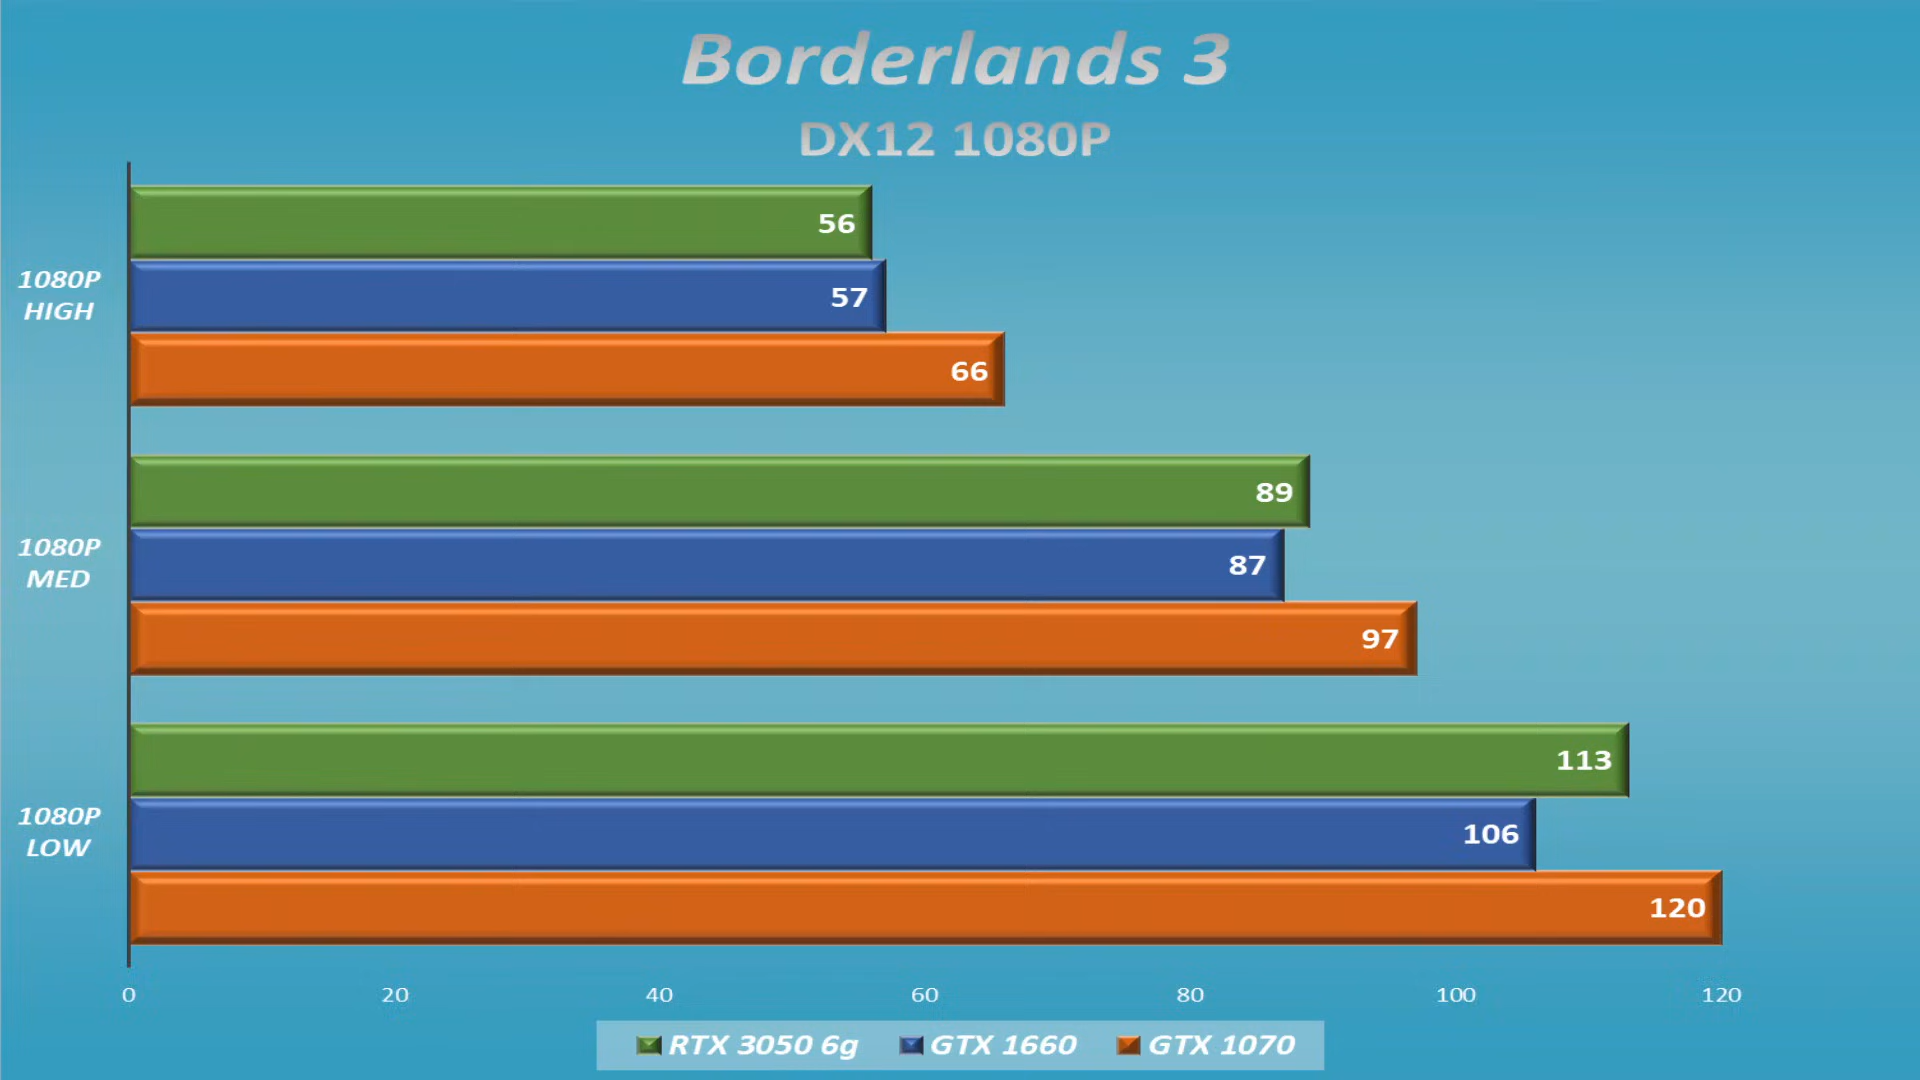 Borderlands 3
DX12 1080P
1080P
HIGH
56
57
66
1080P
MED
89
87
97
1080P
LOW
113
106
120
0 20 40 60 80 100 120
RTX 3050 6g GTX 1660 GTX 1070